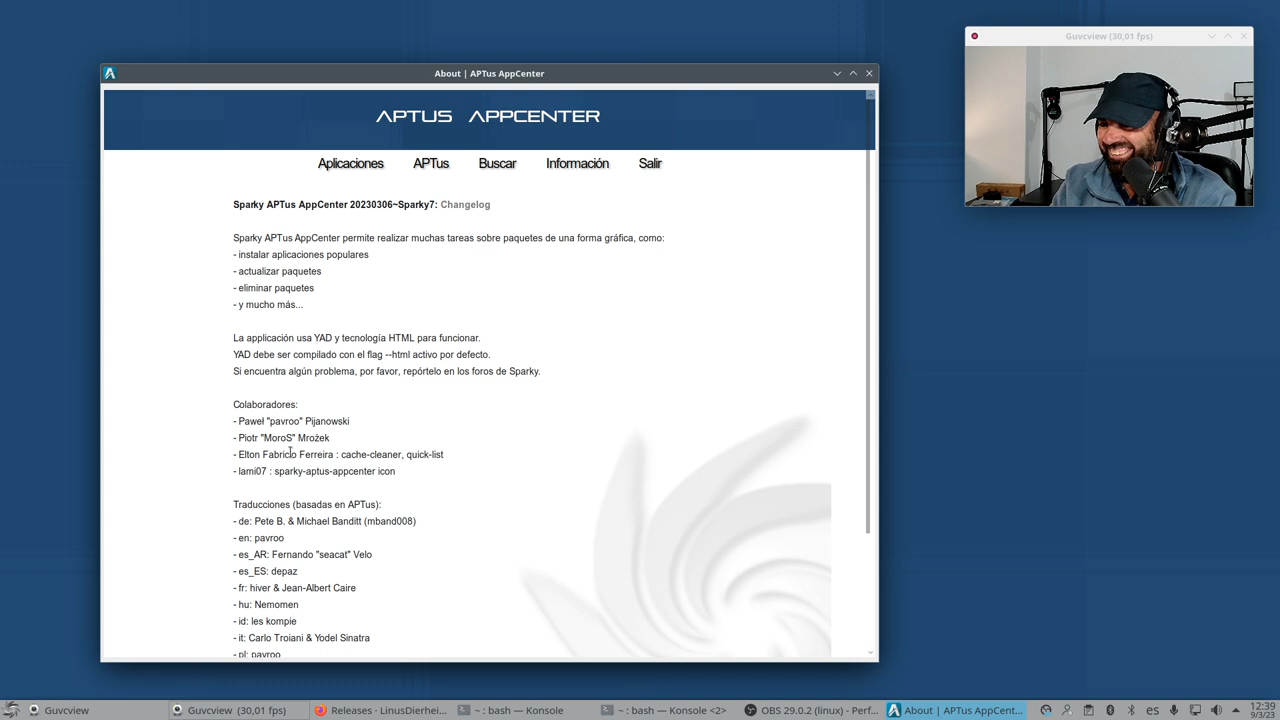 Guvcview (30,01 fps)
About | APTus AppCenter
APTUS APPCENTER
Aplicaciones APTus Buscar Información Salir
Sparky APTus AppCenter 20230306~Sparky7: Changelog
Sparky APTus AppCenter permite realizar muchas tareas sobre paquetes de una forma gráfica, como:
- instalar aplicaciones populares
- actualizar paquetes
- eliminar paquetes
- y mucho más...
La applicación usa YAD y tecnología HTML para funcionar.
YAD debe ser compilado con el flag --html activo por defecto.
Si encuentra algún problema, por favor, repórtelo en los foros de Sparky.
Colaboradores:
- Paweł "pavroo" Pijanowski
- Piotr "MoroS" Mrożek
- Elton Fabricio Ferreira : cache-cleaner, quick-list
- lami07 : sparky-aptus-appcenter icon
Traducciones (basadas en APTus):
- de: Pete B. & Michael Banditt (mband008)
- en: pavroo
- es_AR: Fernando "seacat" Velo
- es_ES: depaz
- fr: hiver & Jean-Albert Caire
- hu: Nemomen
- id: les kompie
- it: Carlo Troiani & Yodel Sinatra
- pl: pavroo
Guvcview
Guvcview (30,01 fps)
Releases · LinusDierhei...
~ : bash — Konsole
~ : bash — Konsole <2>
OBS 29.0.2 (linux) - Perf...
About | APTus AppCent...
es
12:39
9/3/23